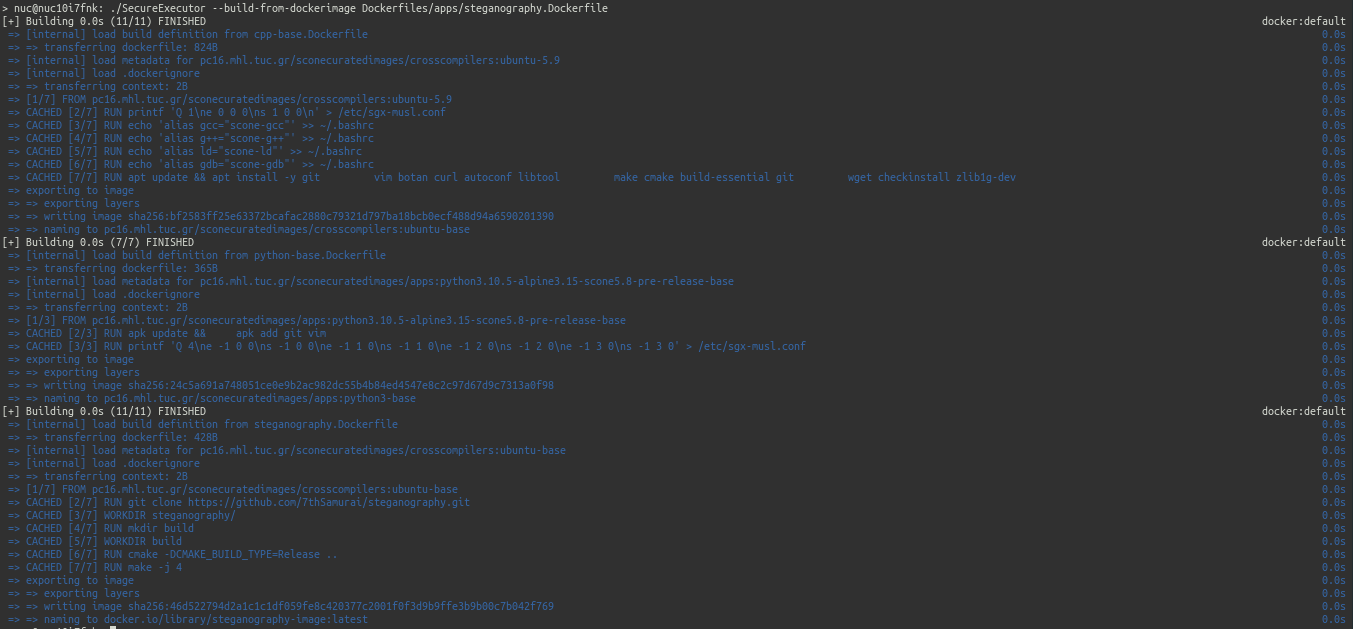 > nuc@nuc10i7fnk: ./SecureExecutor --build-from-dockerimage Dockerfiles/apps/steganography.Dockerfile
[+] Building 0.0s (11/11) FINISHED docker:default
=> [internal] load build definition from cpp-base.Dockerfile 0.0s
=> => transferring dockerfile: 824B 0.0s
=> [internal] load metadata for pc16.mhl.tuc.gr/sconecuratedimages/crosscompilers:ubuntu-5.9 0.0s
=> [internal] load .dockerignore 0.0s
=> => transferring context: 2B 0.0s
=> [1/7] FROM pc16.mhl.tuc.gr/sconecuratedimages/crosscompilers:ubuntu-5.9 0.0s
=> CACHED [2/7] RUN printf 'Q 1\ne 0 0 0\ns 1 0 0\n' > /etc/sgx-musl.conf 0.0s
=> CACHED [3/7] RUN echo 'alias gcc="scone-gcc"' >> ~/.bashrc 0.0s
=> CACHED [4/7] RUN echo 'alias g++="scone-g++"' >> ~/.bashrc 0.0s
=> CACHED [5/7] RUN echo 'alias ld="scone-ld"' >> ~/.bashrc 0.0s
=> CACHED [6/7] RUN echo 'alias gdb="scone-gdb"' >> ~/.bashrc 0.0s
=> CACHED [7/7] RUN apt update && apt install -y git vim botan curl autoconf libtool make cmake build-essential git wget checkinstall zlib1g-dev 0.0s
=> exporting to image 0.0s
=> => exporting layers 0.0s
=> => writing image sha256:bf2583ff25e63372bcafac2880c79321d797ba18bcb0ecf488d94a6590201390 0.0s
=> => naming to pc16.mhl.tuc.gr/sconecuratedimages/crosscompilers:ubuntu-base 0.0s
[+] Building 0.0s (7/7) FINISHED docker:default
=> [internal] load build definition from python-base.Dockerfile 0.0s
=> => transferring dockerfile: 365B 0.0s
=> [internal] load metadata for pc16.mhl.tuc.gr/sconecuratedimages/apps:python3.10.5-alpine3.15-scone5.8-pre-release-base 0.0s
=> [internal] load .dockerignore 0.0s
=> => transferring context: 2B 0.0s
=> [1/3] FROM pc16.mhl.tuc.gr/sconecuratedimages/apps:python3.10.5-alpine3.15-scone5.8-pre-release-base 0.0s
=> CACHED [2/3] RUN apk update && apk add git vim 0.0s
=> CACHED [3/3] RUN printf 'Q 4\ne -1 0 0\ns -1 0 0\ne -1 1 0\ns -1 1 0\ne -1 2 0\ns -1 2 0\ne -1 3 0\ns -1 3 0' > /etc/sgx-musl.conf 0.0s
=> exporting to image 0.0s
=> => exporting layers 0.0s
=> => writing image sha256:24c5a691a748051ce0e9b2ac982dc55b4b84ed4547e8c2c97d67d9c7313a0f98 0.0s
=> => naming to pc16.mhl.tuc.gr/sconecuratedimages/apps:python3-base 0.0s
[+] Building 0.0s (11/11) FINISHED docker:default
=> [internal] load build definition from steganography.Dockerfile 0.0s
=> => transferring dockerfile: 428B 0.0s
=> [internal] load metadata for pc16.mhl.tuc.gr/sconecuratedimages/crosscompilers:ubuntu-base 0.0s
=> [internal] load .dockerignore 0.0s
=> => transferring context: 2B 0.0s
=> [1/7] FROM pc16.mhl.tuc.gr/sconecuratedimages/crosscompilers:ubuntu-base 0.0s
=> CACHED [2/7] RUN git clone https://github.com/7thSamurai/steganography.git 0.0s
=> CACHED [3/7] WORKDIR steganography/ 0.0s
=> CACHED [4/7] RUN mkdir build 0.0s
=> CACHED [5/7] WORKDIR build 0.0s
=> CACHED [6/7] RUN cmake -DCMAKE_BUILD_TYPE=Release .. 0.0s
=> CACHED [7/7] RUN make -j 4 0.0s
=> exporting to image 0.0s
=> => exporting layers 0.0s
=> => writing image sha256:46d522794d2a1c1c1df059fe8c420377c2001f0f3d9b9ffe3b9b00c7b042f769 0.0s
=> => naming to docker.io/library/steganography-image:latest 0.0s